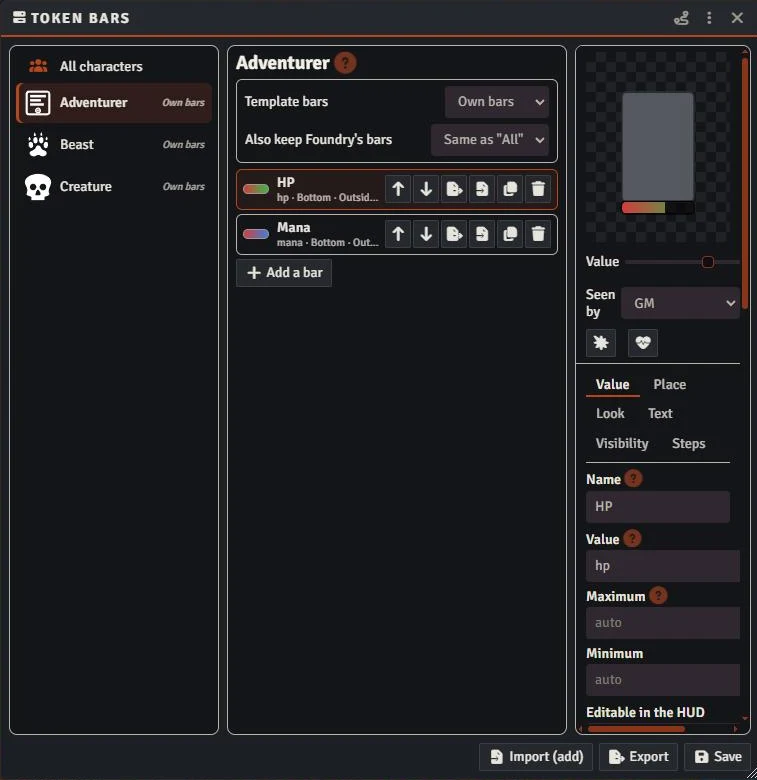 TOKEN BARS
All characters
Adventurer Own bars
Beast Own bars
Creature Own bars
Adventurer ?
Template bars Own bars
Also keep Foundry's bars Same as "All"
HP
hp · Bottom · Outsid...
Mana
mana · Bottom · Out...
+ Add a bar
Value
Seen by GM
Value Place
Look Text
Visibility Steps
Name ?
HP
Value ?
hp
Maximum ?
auto
Minimum
auto
Editable in the HUD
Import (add) Export Save